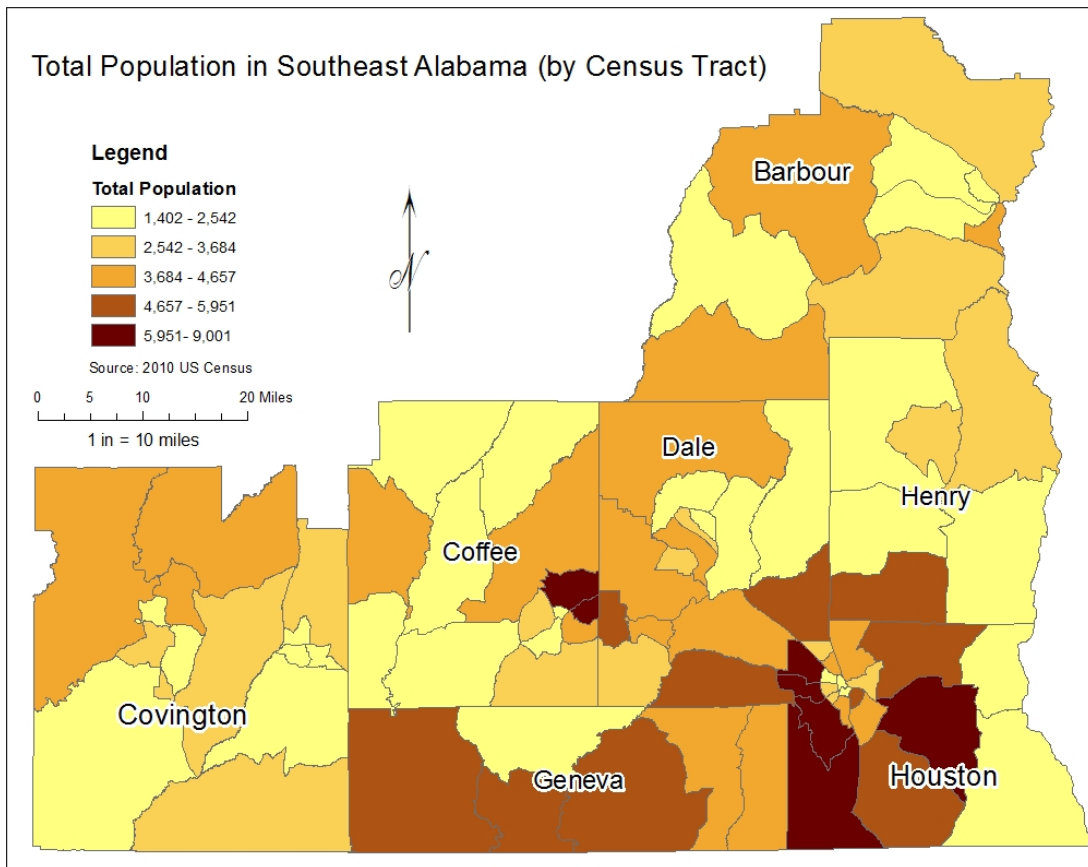 Total Population in Southeast Alabama (by Census Tract)
Legend
Total Population
1,402 - 2,542
2,542 - 3,684
3,684 - 4,657
4,657 - 5,951
5,951- 9,001
Source: 2010 US Census
0 5 10 20 Miles
1 in = 10 miles
N
Barbour
Dale
Henry
Coffee
Covington
Geneva
Houston